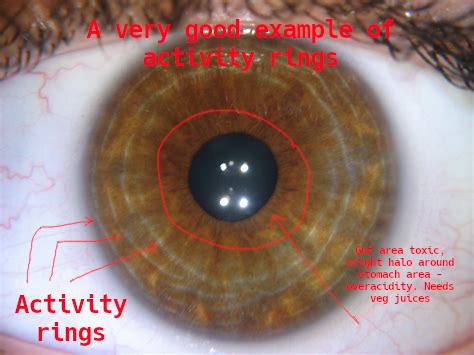 A very good example of
activity rings
Gut area toxic,
slight halo around
stomach area -
overacidity. Needs
veg juices
Activity
rings